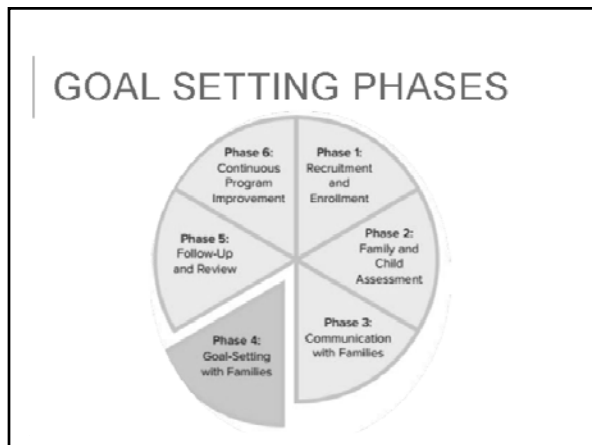 GOAL SETTING PHASES
Phase 1:
Recruitment
and
Enrollment
Phase 2:
Family and
Child
Assessment
Phase 3:
Communication
with Families
Phase 4:
Goal-Setting
with Families
Phase 5:
Follow-Up
and Review
Phase 6:
Continuous
Program
Improvement